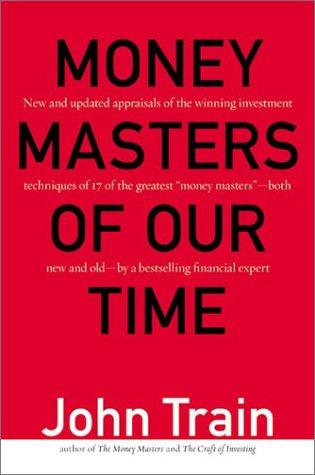 MONEY
New and updated appraisals of the winning investment
MASTERS
techniques of 17 of the greatest “money masters”—both
OF OUR
new and old—by a bestselling financial expert
TIME
John Train
author of The Money Masters and The Craft of Investing